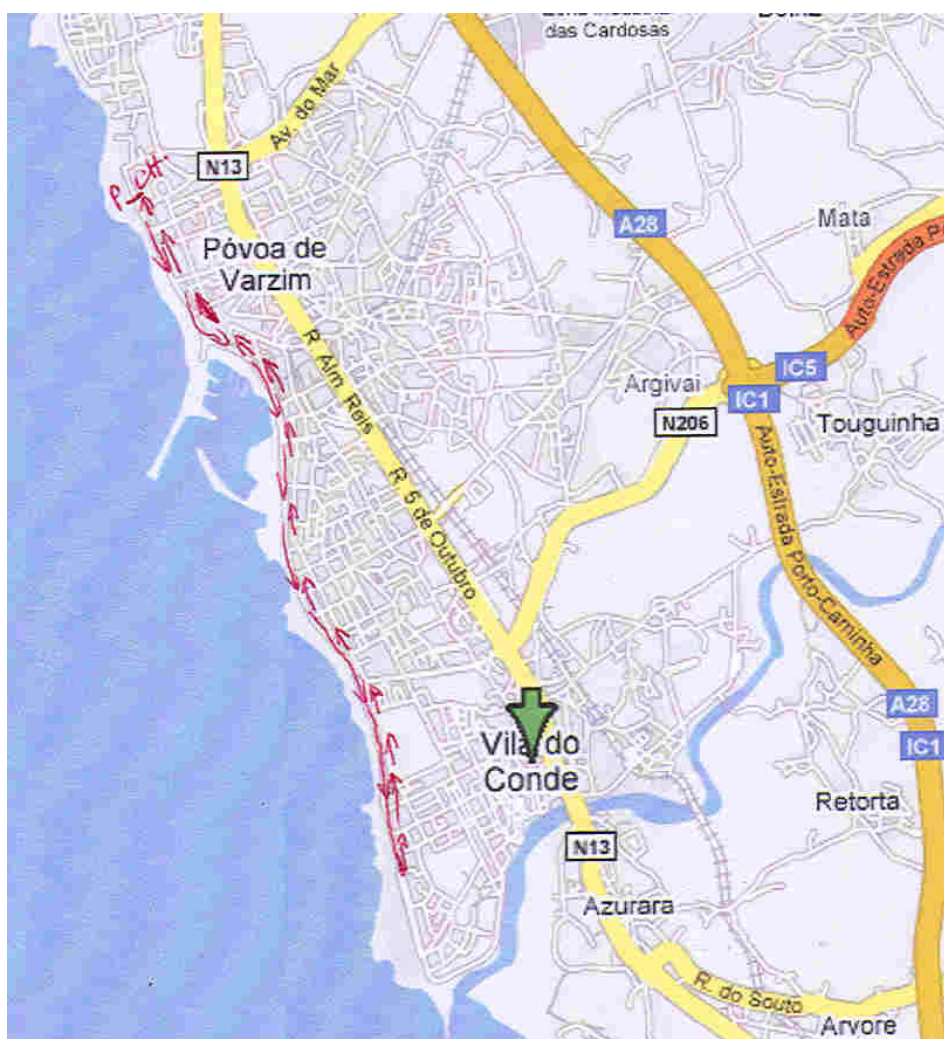 das Cardosas
Av. do Mar
N13
P CH.
A28
Mata
Póvoa de
Varzim
Auto-Estrada
IC5
R. Alm. Reis
Argivai
IC1
N206
Touguinha
Auto-Estrada Porto-Caminha
R. 5 de Outubro
A28
Vila do
Conde
IC1
Retorta
N13
Azurara
R. do Souto
Arvore